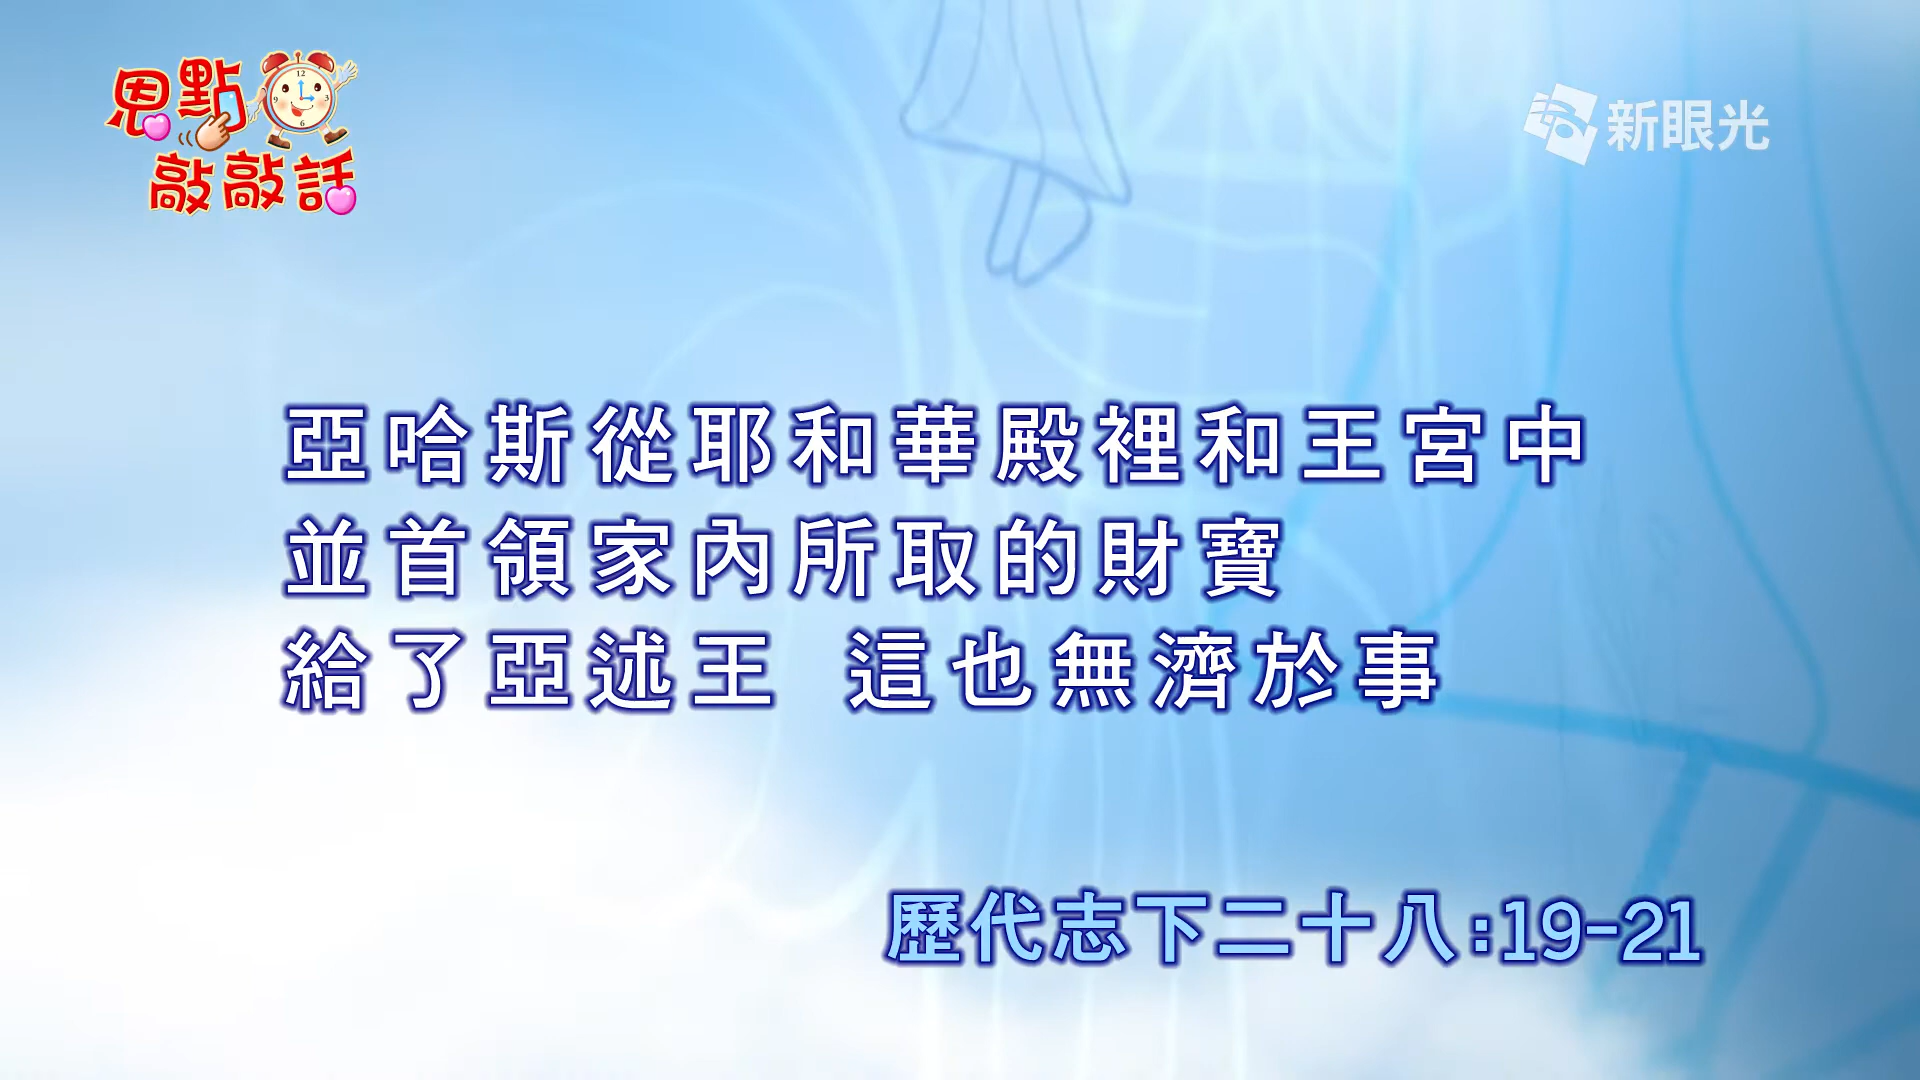 恩點
敲敲話
新眼光
亞哈斯從耶和華殿裡和王宮中
並首領家內所取的財寶
給了亞述王 這也無濟於事
歷代志下二十八:19-21